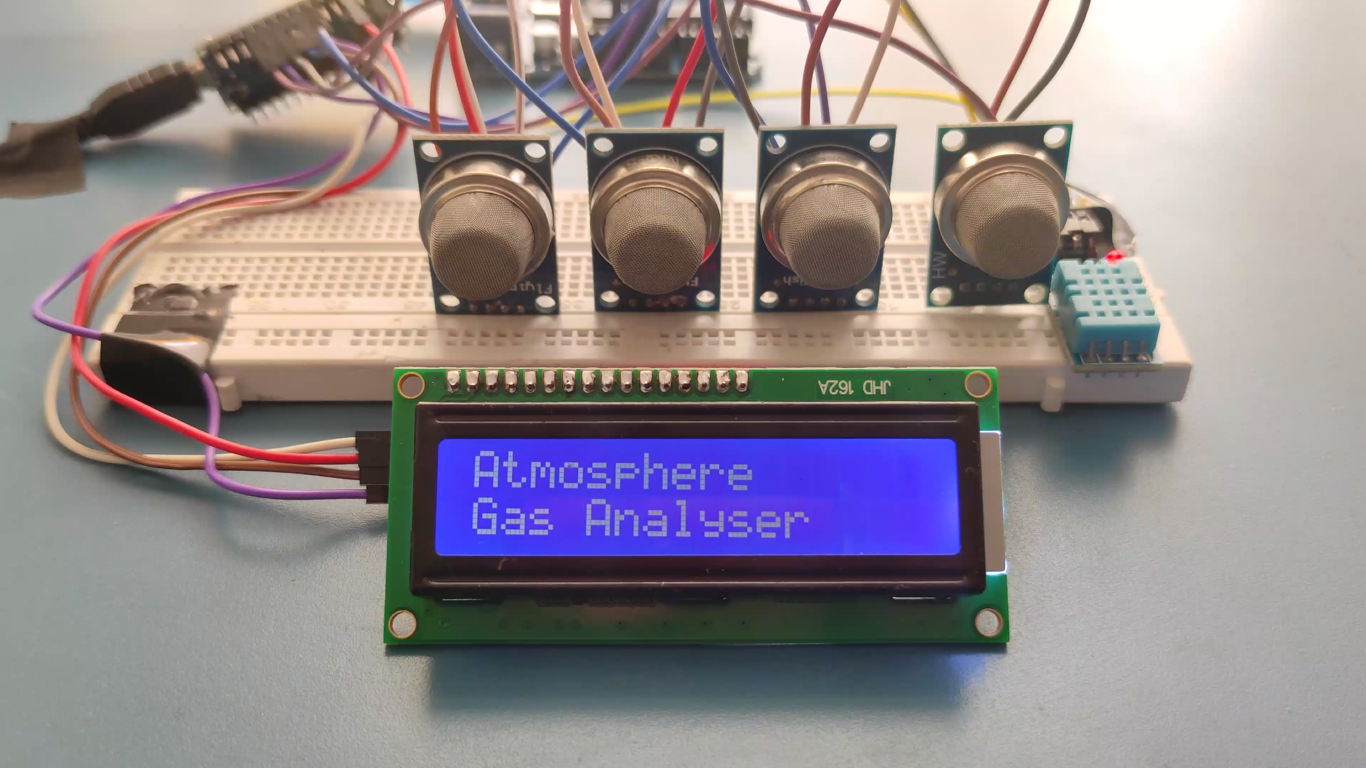 Atmosphere
Gas Analyser
JHD 162A
HW